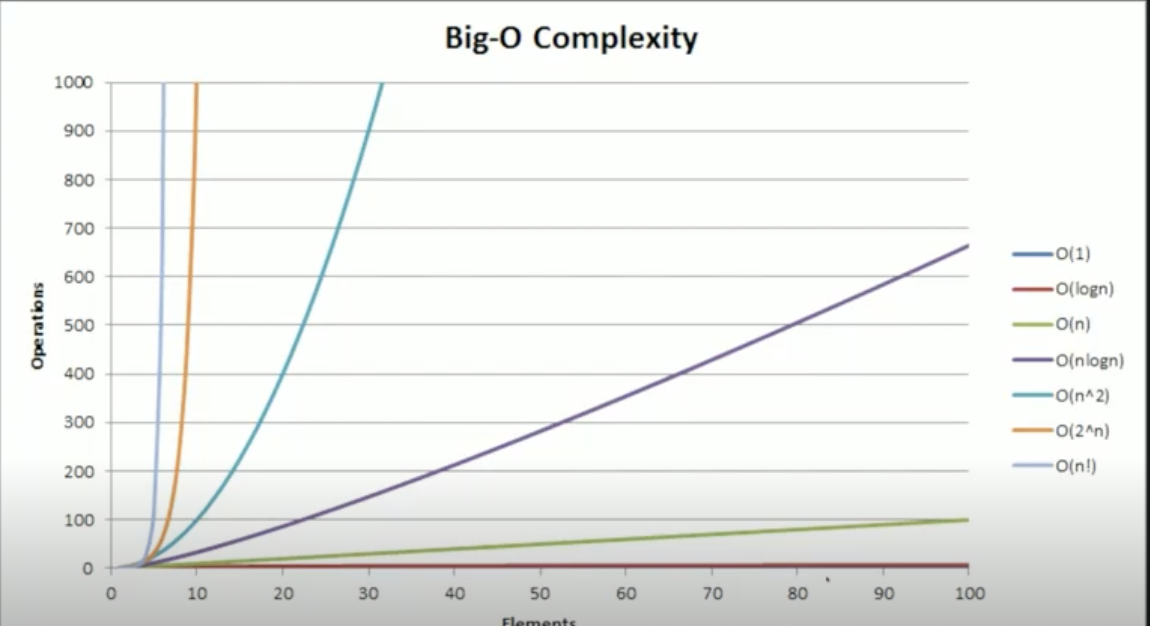 Big-O Complexity
1000
900
800
700
600
500
400
300
200
100
0
Operations
0 10 20 30 40 50 60 70 80 90 100
Elements
O(1)
O(logn)
O(n)
O(nlogn)
O(n^2)
O(2^n)
O(n!)